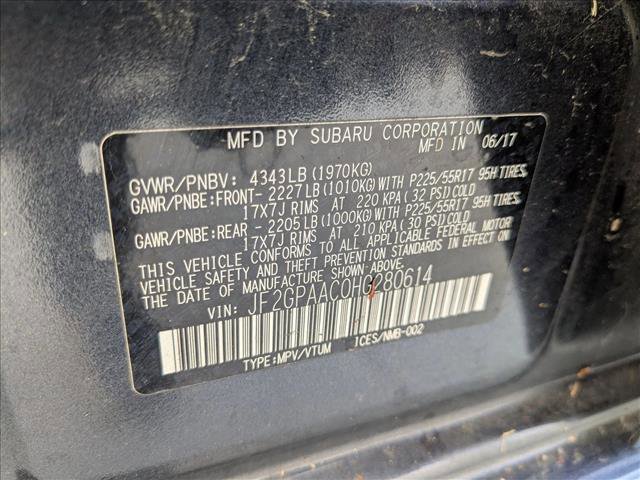 MFD BY SUBARU CORPORATION
MFD IN 06/17
GVWR/PNBV: 4343LB (1970KG)
GAWR/PNBE:FRONT- 2227LB (1010KG) WITH P225/55R17 95H TIRES,
17X7J RIMS AT 220 KPA ( 32 PSI) COLD
GAWR/PNBE:REAR - 2205LB (1000KG) WITH P225/55R17 95H TIRES,
17X7J RIMS AT 210 KPA ( 30 PSI) COLD
THIS VEHICLE CONFORMS TO ALL APPLICABLE FEDERAL MOTOR
VEHICLE SAFETY AND THEFT PREVENTION STANDARDS IN EFFECT ON
THE DATE OF MANUFACTURE SHOWN ABOVE.
VIN: JF2GPAAC0HG280614
TYPE:MPV/VTUM ICES/NMB-002